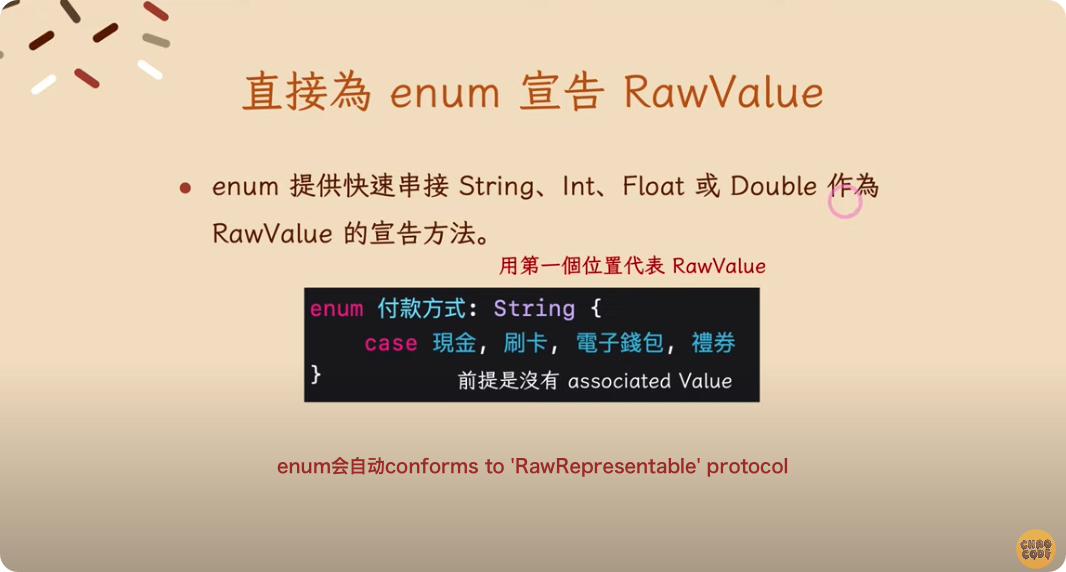 直接為 enum 宣告 RawValue
• enum 提供快速串接 String、Int、Float 或 Double 作為
RawValue 的宣告方法。
用第一個位置代表 RawValue
enum 付款方式: String {
case 現金, 刷卡, 電子錢包, 禮券
}
前提是沒有 associated Value
enum会自动conforms to 'RawRepresentable' protocol
CHAO
CODE